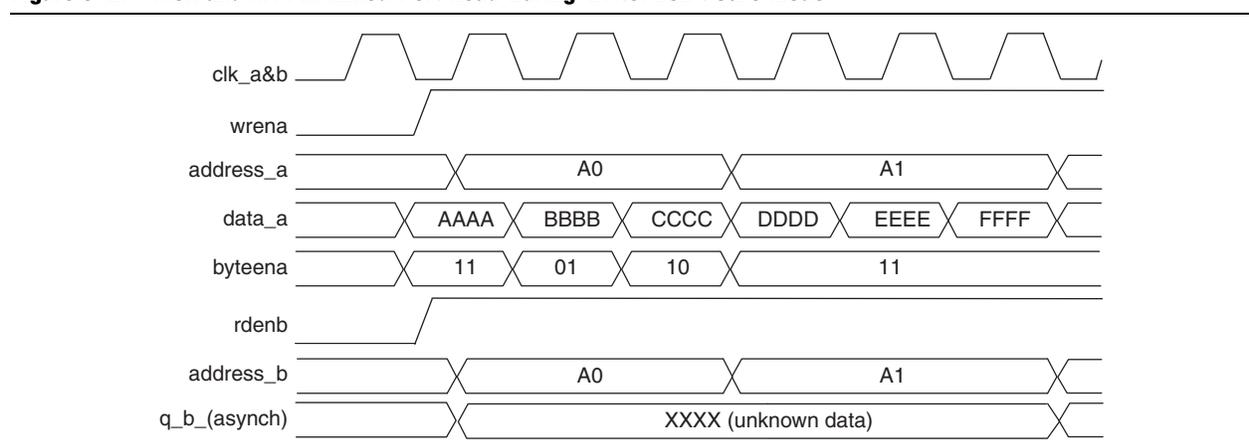 clk_a&b
wrena
address_a A0 A1
data_a AAAA BBBB CCCC DDDD EEEE FFFF
byteena 11 01 10 11
rdenb
address_b A0 A1
q_b_(asynch) XXXX (unknown data)